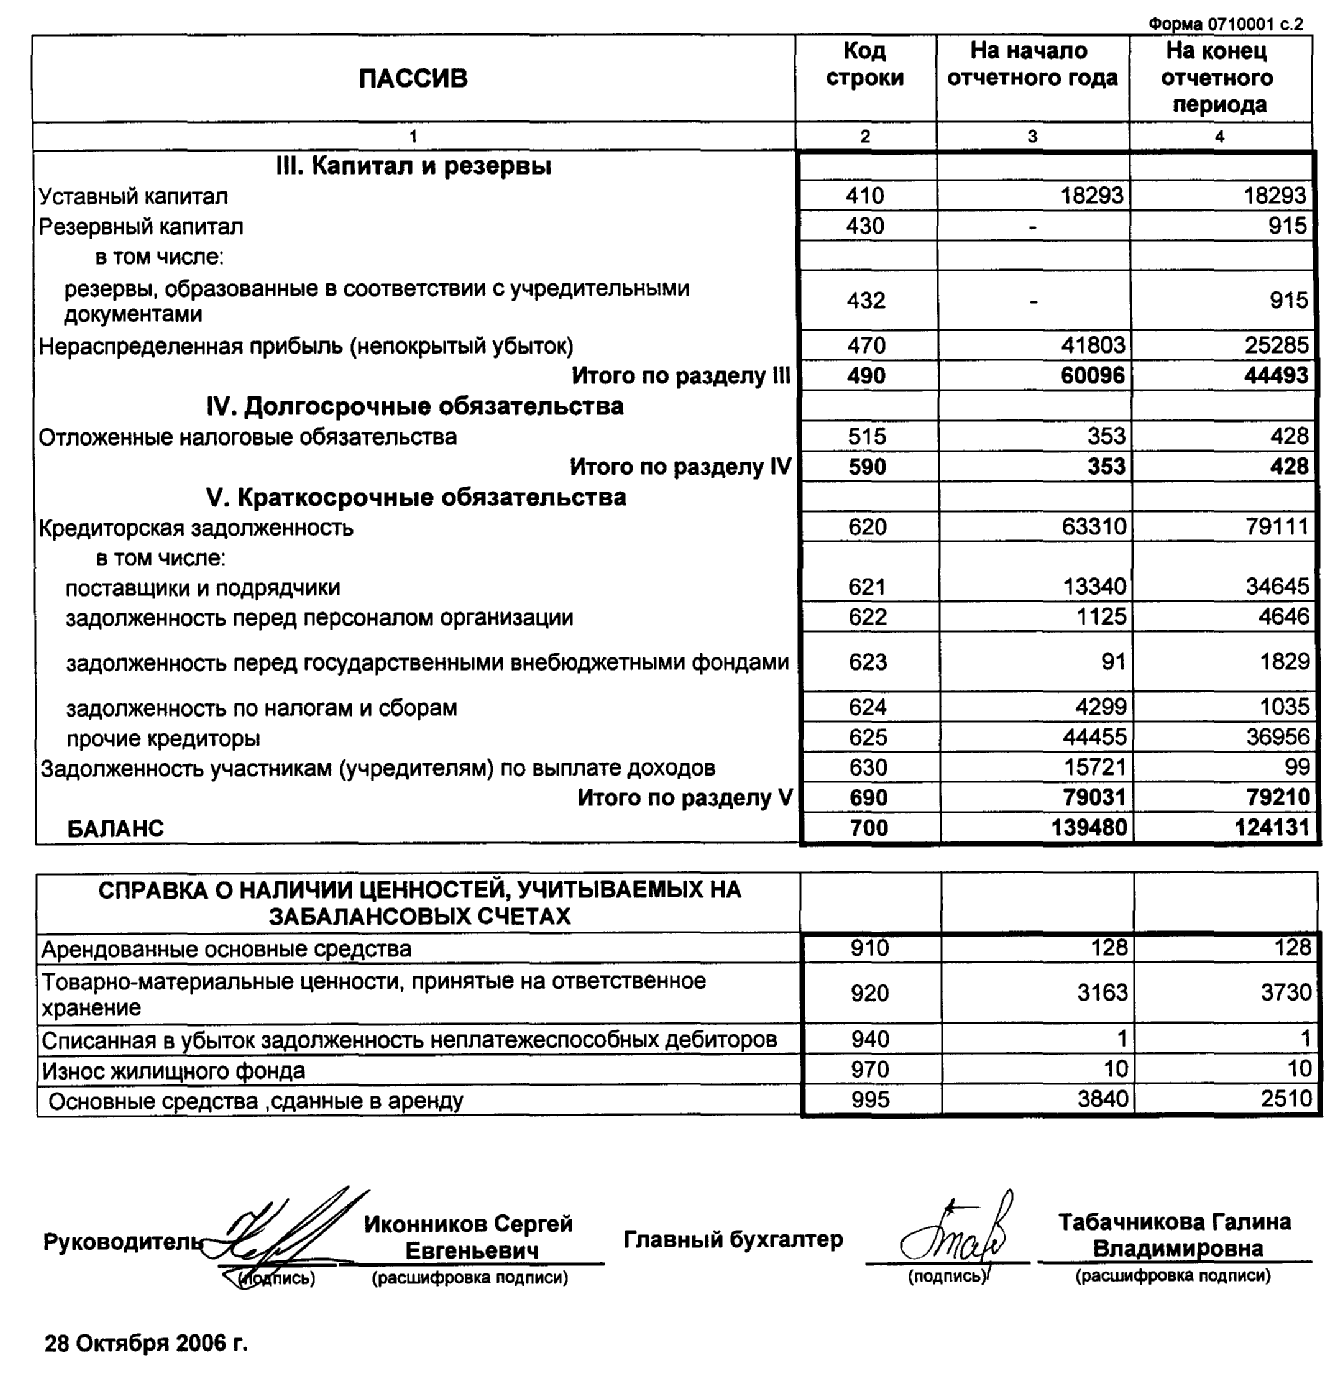 Форма 0710001 с.2
ПАССИВ Код строки На начало отчетного года На конец отчетного периода
1 2 3 4
III. Капитал и резервы
Уставный капитал 410 18293 18293
Резервный капитал 430 - 915
в том числе:
резервы, образованные в соответствии с учредительными
документами 432 - 915
Нераспределенная прибыль (непокрытый убыток) 470 41803 25285
Итого по разделу III 490 60096 44493
IV. Долгосрочные обязательства
Отложенные налоговые обязательства 515 353 428
Итого по разделу IV 590 353 428
V. Краткосрочные обязательства
Кредиторская задолженность 620 63310 79111
в том числе:
поставщики и подрядчики 621 13340 34645
задолженность перед персоналом организации 622 1125 4646
задолженность перед государственными внебюджетными фондами 623 91 1829
задолженность по налогам и сборам 624 4299 1035
прочие кредиторы 625 44455 36956
Задолженность участникам (учредителям) по выплате доходов 630 15721 99
Итого по разделу V 690 79031 79210
БАЛАНС 700 139480 124131
СПРАВКА О НАЛИЧИИ ЦЕННОСТЕЙ, УЧИТЫВАЕМЫХ НА
ЗАБАЛАНСОВЫХ СЧЕТАХ
Арендованные основные средства 910 128 128
Товарно-материальные ценности, принятые на ответственное
хранение 920 3163 3730
Списанная в убыток задолженность неплатежеспособных дебиторов 940 1 1
Износ жилищного фонда 970 10 10
Основные средства ,сданные в аренду 995 3840 2510
Руководитель Иконников Сергей Евгеньевич Главный бухгалтер Табачникова Галина Владимировна
(подпись) (расшифровка подписи) (подпись) (расшифровка подписи)
28 Октября 2006 г.